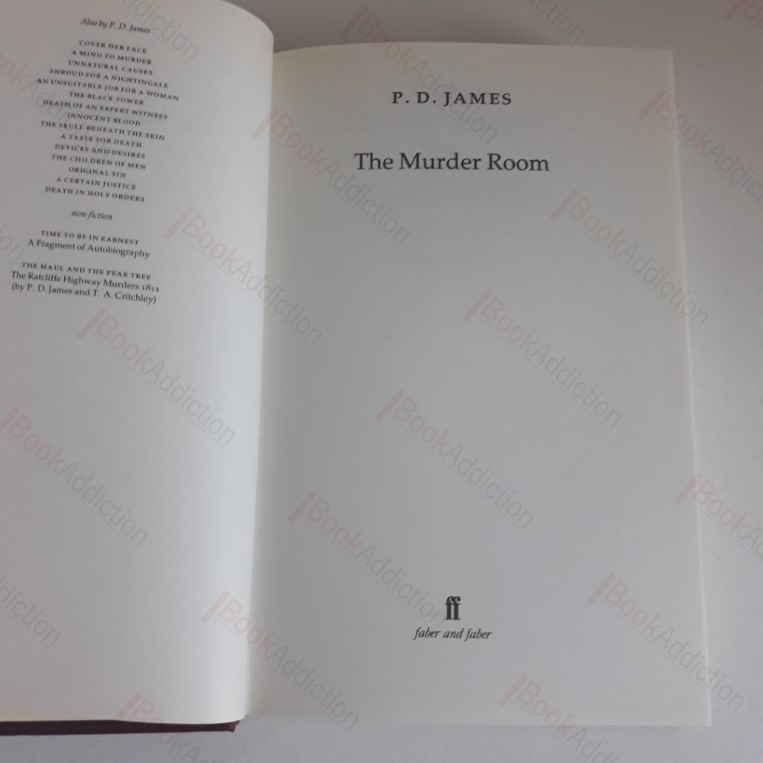 Also by P. D. James
COVER HER FACE
A MIND TO MURDER
UNNATURAL CAUSES
SHROUD FOR A NIGHTINGALE
AN UNSUITABLE JOB FOR A WOMAN
THE BLACK TOWER
DEATH OF AN EXPERT WITNESS
INNOCENT BLOOD
THE SKULL BENEATH THE SKIN
A TASTE FOR DEATH
DEVICES AND DESIRES
THE CHILDREN OF MEN
ORIGINAL SIN
A CERTAIN JUSTICE
DEATH IN HOLY ORDERS
non-fiction
TIME TO BE IN EARNEST
A Fragment of Autobiography
THE MAUL AND THE PEAR TREE
The Ratcliffe Highway Murders 1811
(by P. D. James and T. A. Critchley)
P. D. JAMES
The Murder Room
ff
faber and faber
BookAddiction